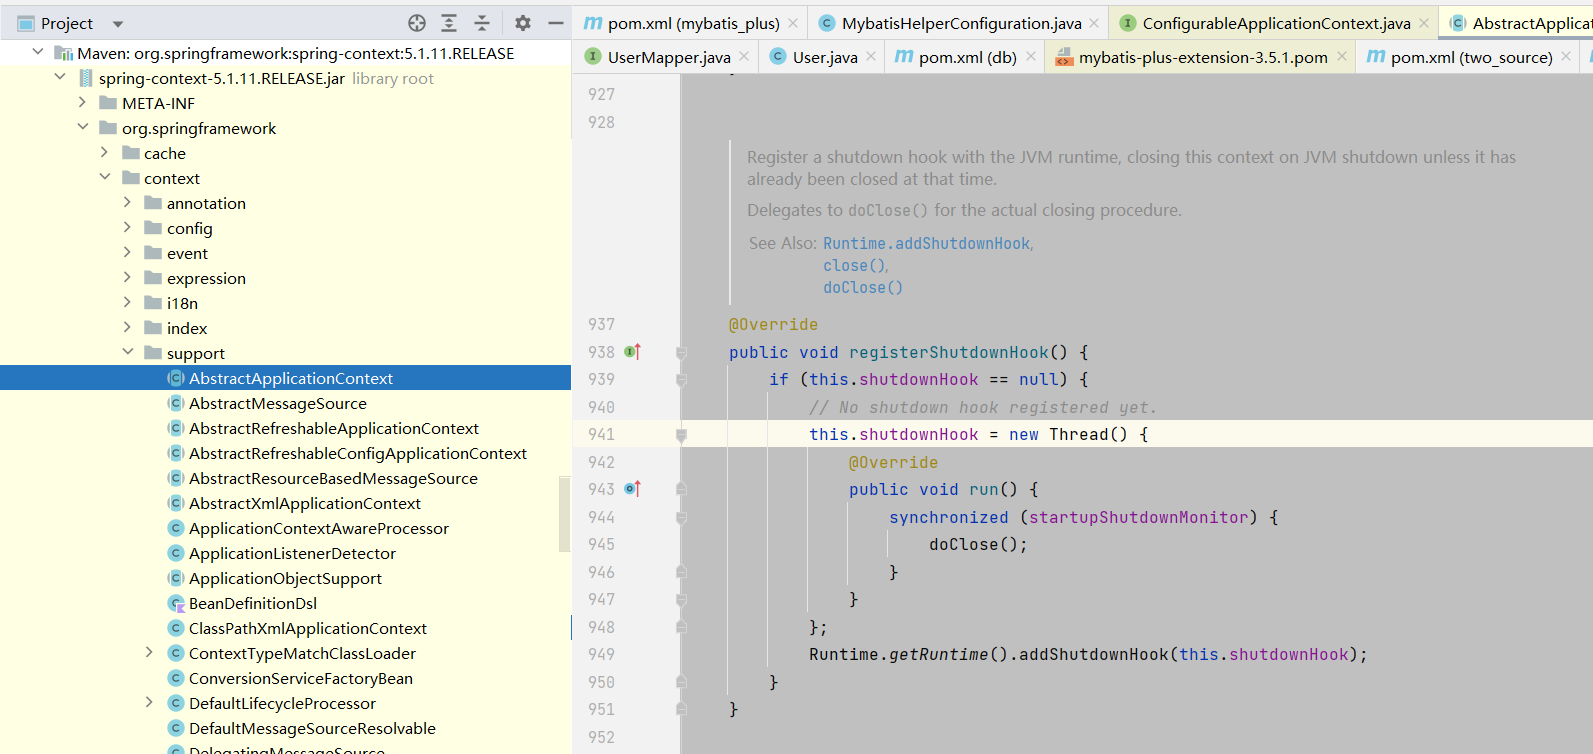 Project
pom.xml (mybatis_plus)
MybatisHelperConfiguration.java
ConfigurableApplicationContext.java
AbstractApplicat
UserMapper.java
User.java
pom.xml (db)
mybatis-plus-extension-3.5.1.pom
pom.xml (two_source)
Maven: org.springframework:spring-context:5.1.11.RELEASE
spring-context-5.1.11.RELEASE.jar library root
META-INF
org.springframework
cache
context
annotation
config
event
expression
i18n
index
support
AbstractApplicationContext
AbstractMessageSource
AbstractRefreshableApplicationContext
AbstractRefreshableConfigApplicationContext
AbstractResourceBasedMessageSource
AbstractXmlApplicationContext
ApplicationContextAwareProcessor
ApplicationListenerDetector
ApplicationObjectSupport
BeanDefinitionDsl
ClassPathXmlApplicationContext
ContextTypeMatchClassLoader
ConversionServiceFactoryBean
DefaultLifecycleProcessor
DefaultMessageSourceResolvable
DelegatingMessageSource
927
928
Register a shutdown hook with the JVM runtime, closing this context on JVM shutdown unless it has
already been closed at that time.
Delegates to doClose() for the actual closing procedure.
See Also: Runtime.addShutdownHook,
close(),
doClose()
937 @Override
938 public void registerShutdownHook() {
939 if (this.shutdownHook == null) {
940 // No shutdown hook registered yet.
941 this.shutdownHook = new Thread() {
942 @Override
943 public void run() {
944 synchronized (startupShutdownMonitor) {
945 doClose();
946 }
947 }
948 };
949 Runtime.getRuntime().addShutdownHook(this.shutdownHook);
950 }
951 }
952